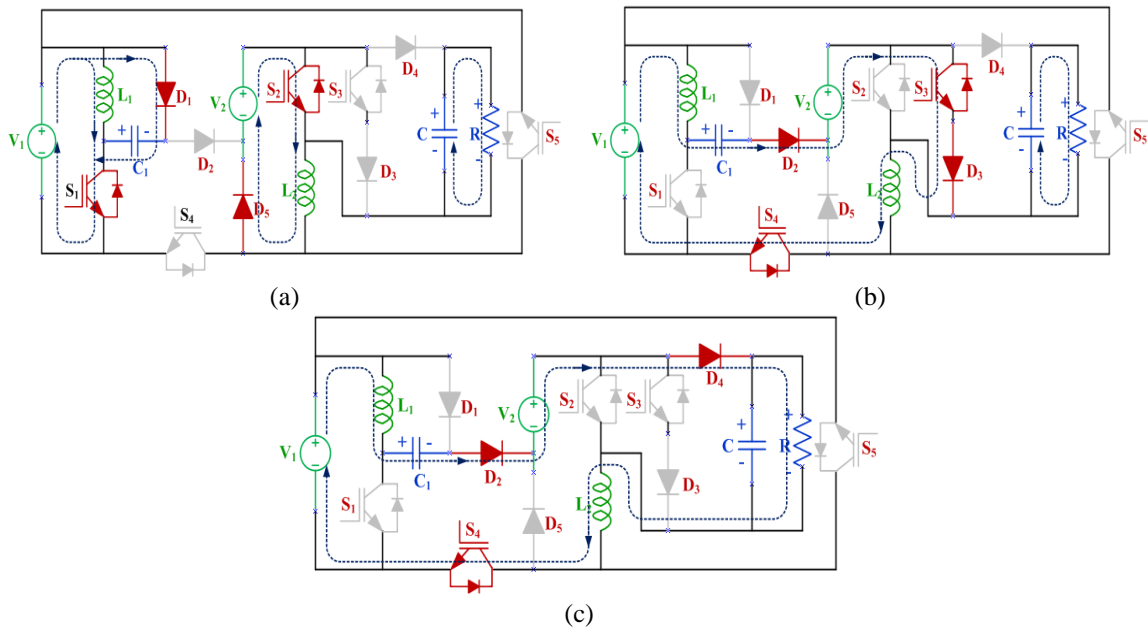 V1
+
-
L1
S1
+ -
C1
D1
D2
V2
+
-
S2
S3
L
D5
S4
D3
D4
+
C
-
+
R
-
S5
(a)
V1
+
-
L1
S1
+ -
C1
D1
D2
V2
+
-
S2
S3
L
D5
S4
D3
D4
+
C
-
+
R
-
S5
(b)
V1
+
-
L1
S1
+ -
C1
D1
D2
V2
+
-
S2
S3
L
D5
S4
D3
D4
+
C
-
+
R
-
S5
(c)